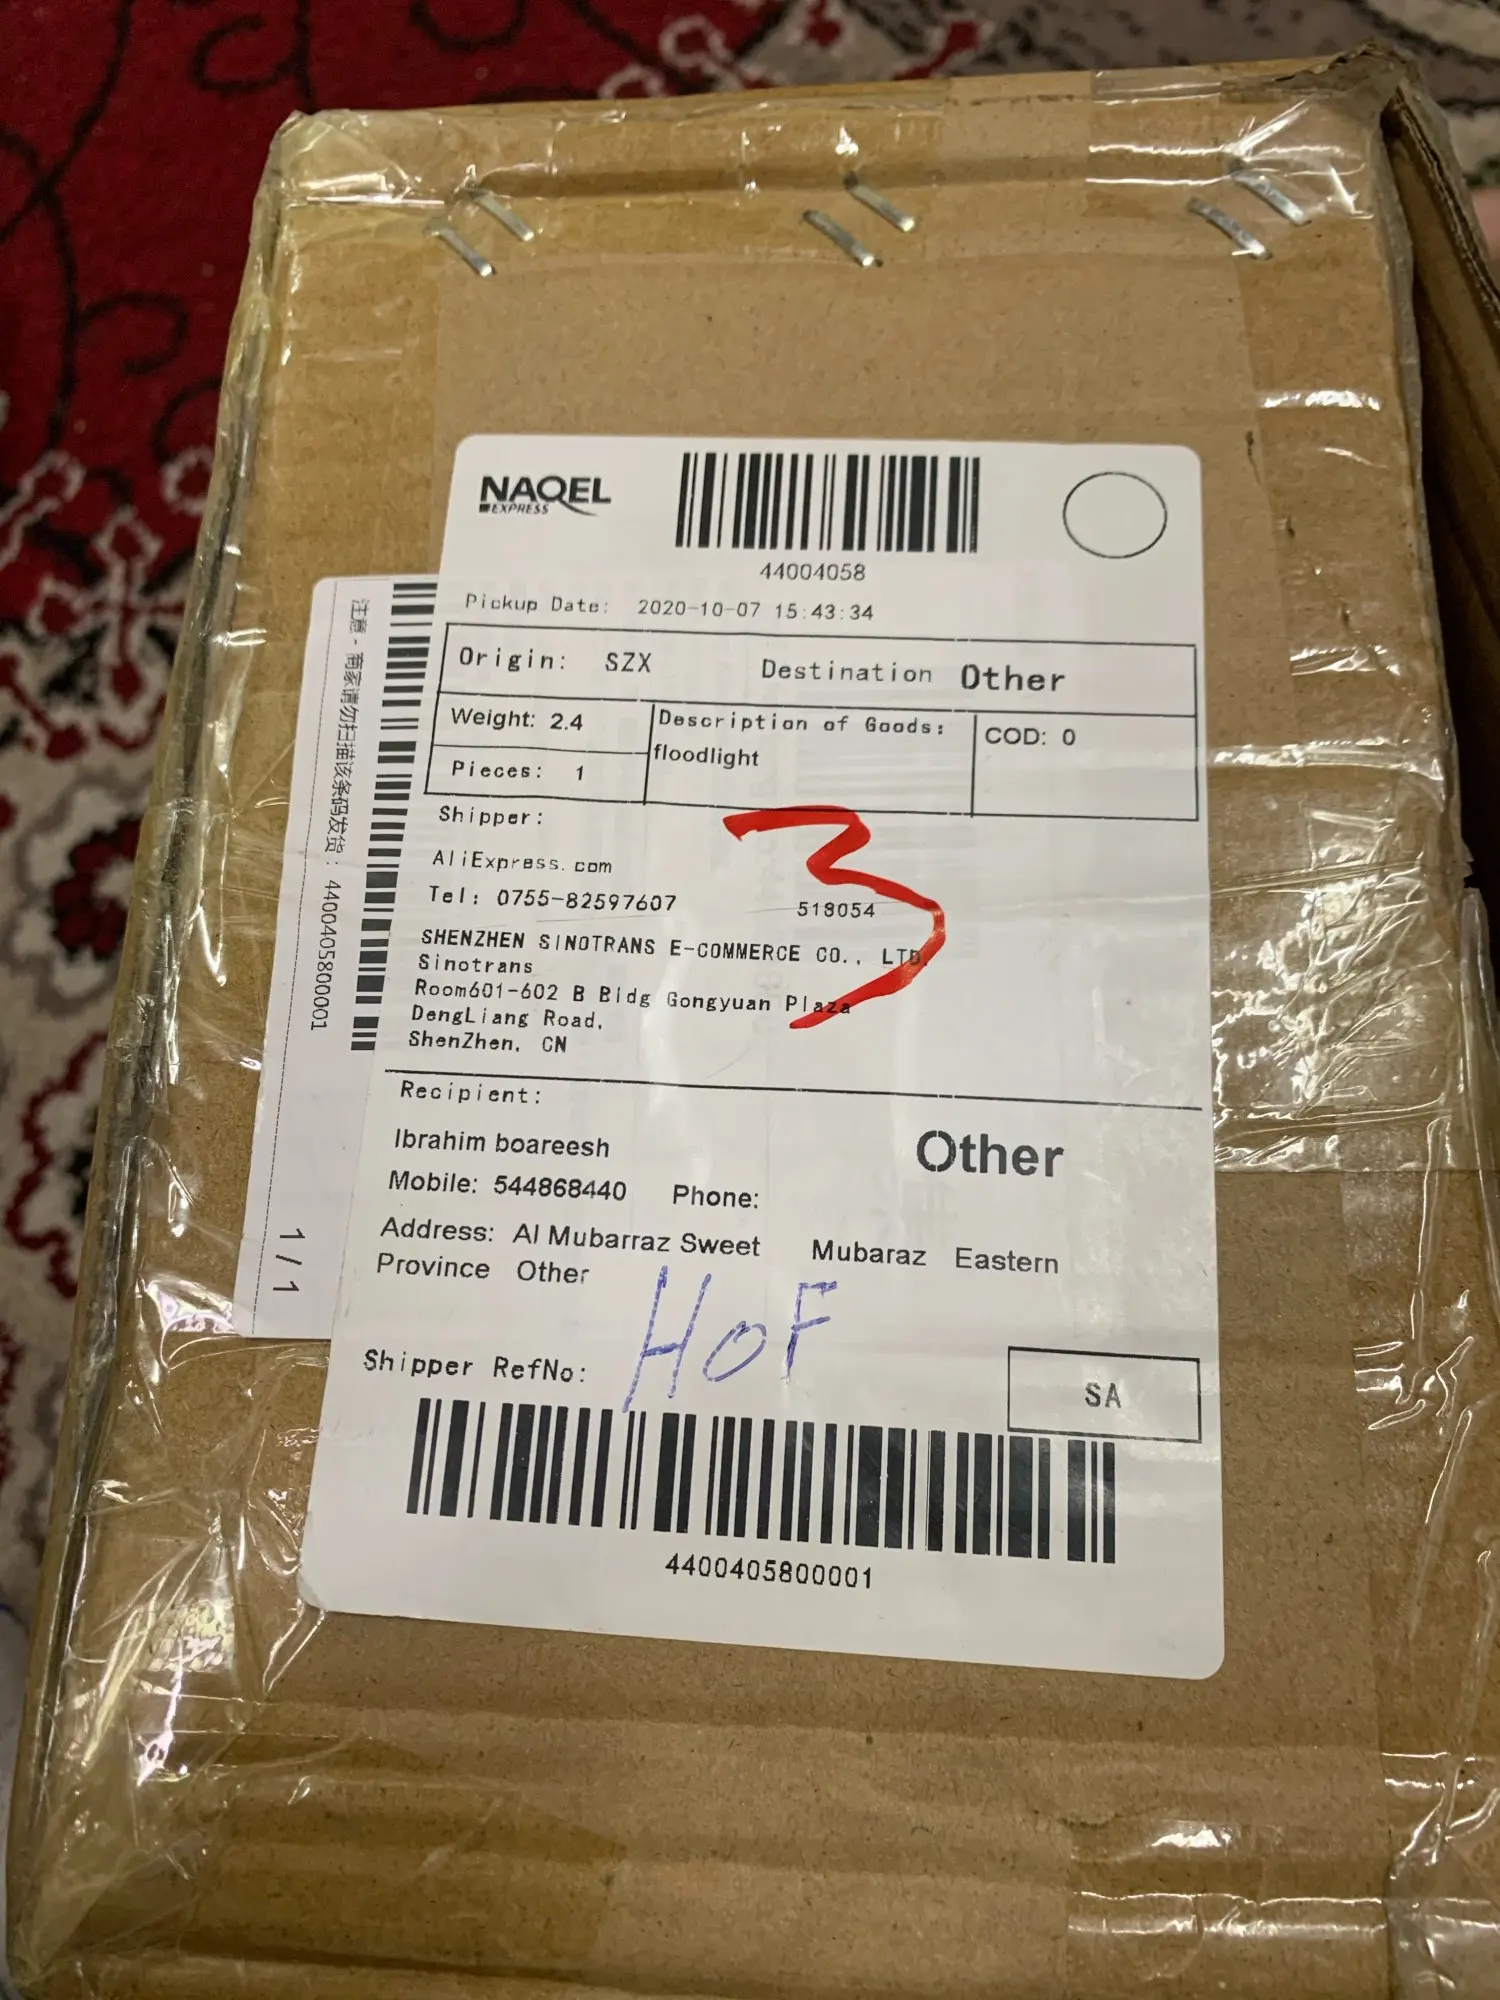 NAQEL
EXPRESS
44004058
Pickup Date: 2020-10-07 15:43:34
Origin: SZX Destination Other
Weight: 2.4 Description of Goods: COD: 0
floodlight
Pieces: 1
Shipper:
3
AliExpress.com
Tel: 0755-82597607 518054
SHENZHEN SINOTRANS E-COMMERCE CO., LTD.
Sinotrans
Room601-602 B Bldg Gongyuan Plaza
DengLiang Road,
ShenZhen, CN
Recipient:
Ibrahim boareesh Other
Mobile: 544868440 Phone:
Address: Al Mubarraz Sweet Mubaraz Eastern
Province Other
HOF
Shipper RefNo:
SA
4400405800001
注意-商家请勿扫描该条码发货: 4400405800001
1/1